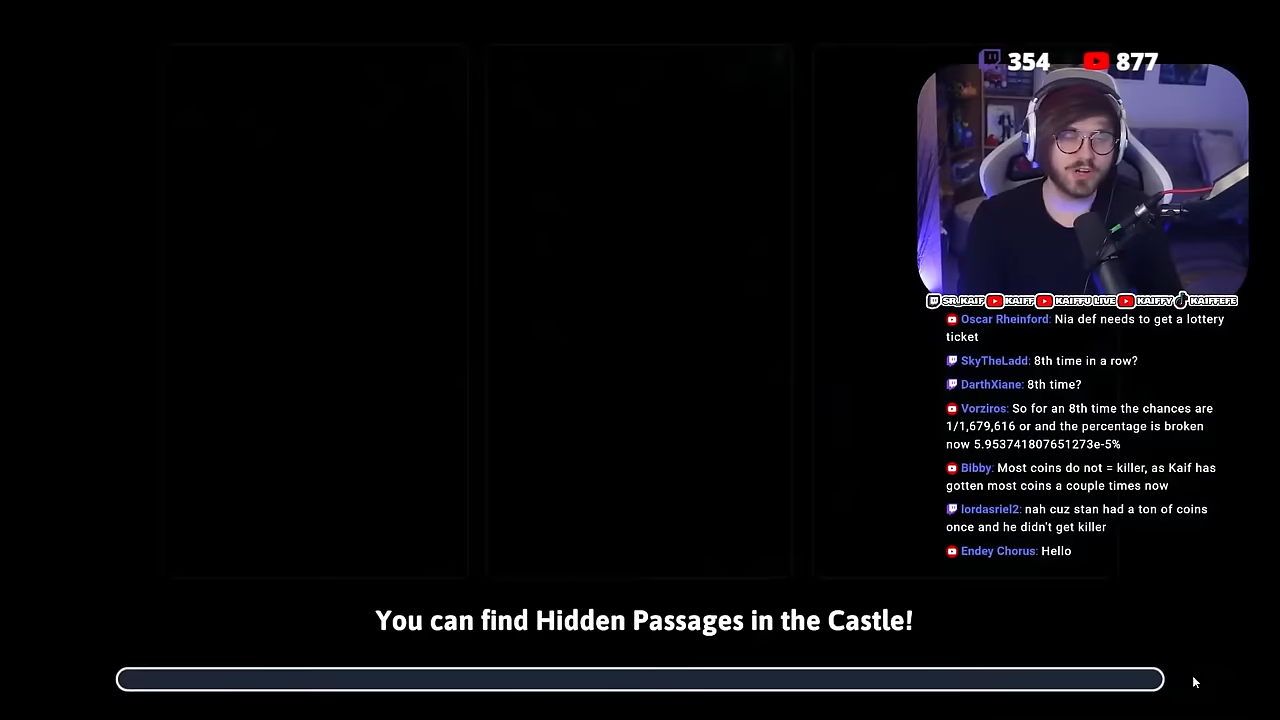 354 877
SR_KAIF KAIFF KAIFFU LIVE KAIFFY KAIFFEFE
Oscar Rheinford: Nia def needs to get a lottery
ticket
SkyTheLadd: 8th time in a row?
DarthXiane: 8th time?
Vorziros: So for an 8th time the chances are
1/1,679,616 or and the percentage is broken
now 5.953741807651273e-5%
Bibby: Most coins do not = killer, as Kaif has
gotten most coins a couple times now
lordasriel2: nah cuz stan had a ton of coins
once and he didn't get killer
Endey Chorus: Hello
You can find Hidden Passages in the Castle!